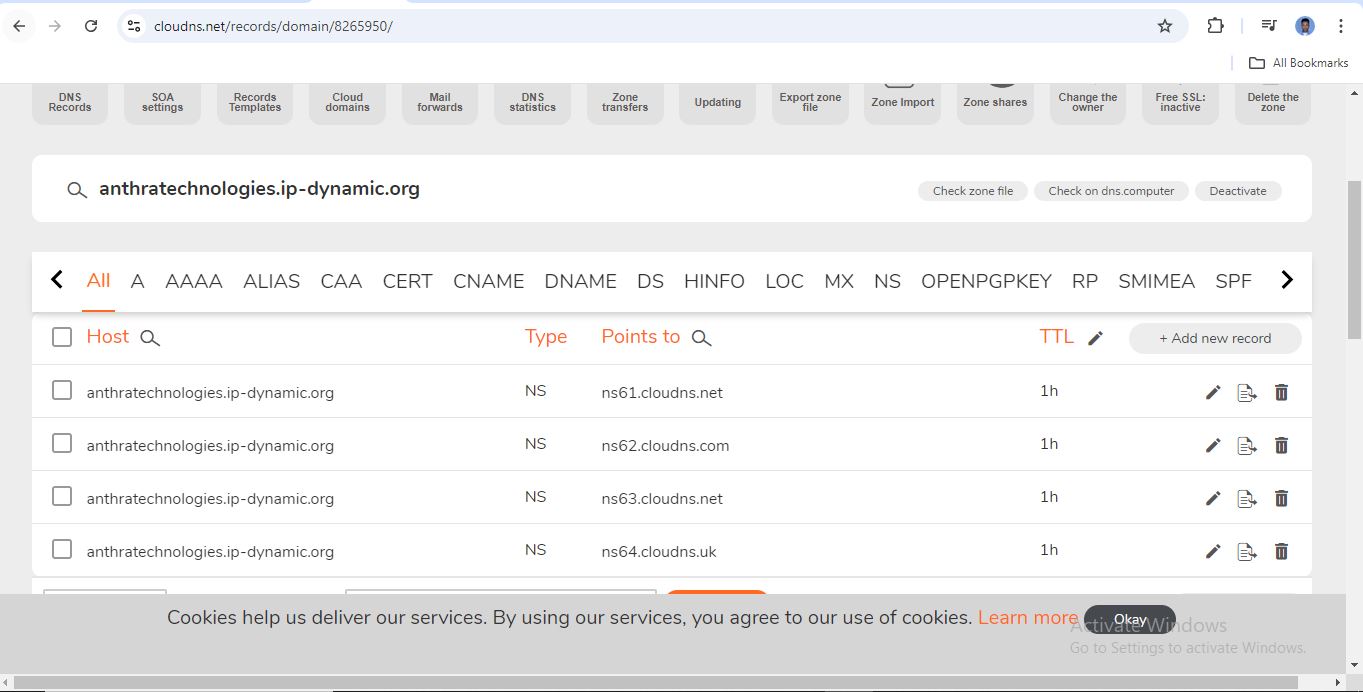 cloudns.net/records/domain/8265950/
All Bookmarks
DNS Records
SOA settings
Records Templates
Cloud domains
Mail forwards
DNS statistics
Zone transfers
Updating
Export zone file
Zone Import
Zone shares
Change the owner
Free SSL: inactive
Delete the zone
anthratechnologies.ip-dynamic.org
Check zone file
Check on dns.computer
Deactivate
All A AAAA ALIAS CAA CERT CNAME DNAME DS HINFO LOC MX NS OPENPGPKEY RP SMIMEA SPF
Host Type Points to TTL + Add new record
anthratechnologies.ip-dynamic.org NS ns61.cloudns.net 1h
anthratechnologies.ip-dynamic.org NS ns62.cloudns.com 1h
anthratechnologies.ip-dynamic.org NS ns63.cloudns.net 1h
anthratechnologies.ip-dynamic.org NS ns64.cloudns.uk 1h
Cookies help us deliver our services. By using our services, you agree to our use of cookies. Learn more Okay
Activate Windows
Go to Settings to activate Windows.